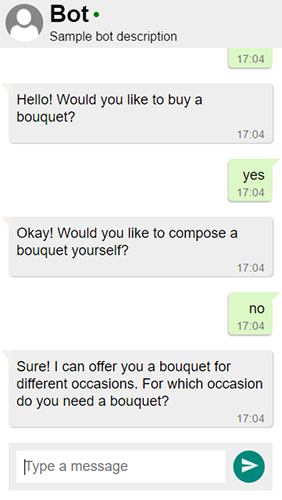 Bot
Sample bot description
17:04
Hello! Would you like to buy a
bouquet?
17:04
yes
17:04
Okay! Would you like to compose a
bouquet yourself?
17:04
no
17:04
Sure! I can offer you a bouquet for
different occasions. For which occasion
do you need a bouquet?
17:04
Type a message